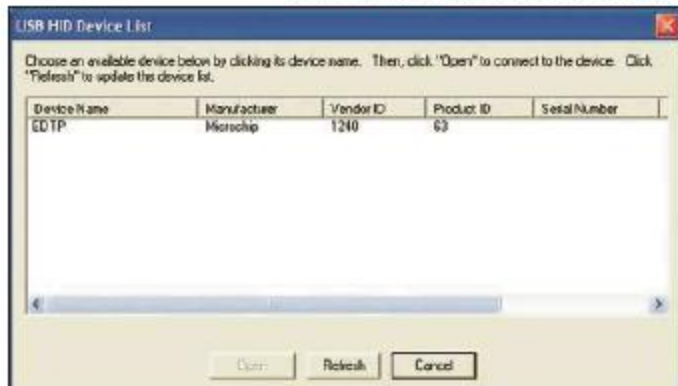 USB HID Device List
Choose an available device below by clicking its device name. Then, click "Open" to connect to the device. Click
"Refresh" to update the device list.
Device Name Manufacturer Vendor ID Product ID Serial Number
EDTP Microchip 1240 63
Open Refresh Cancel